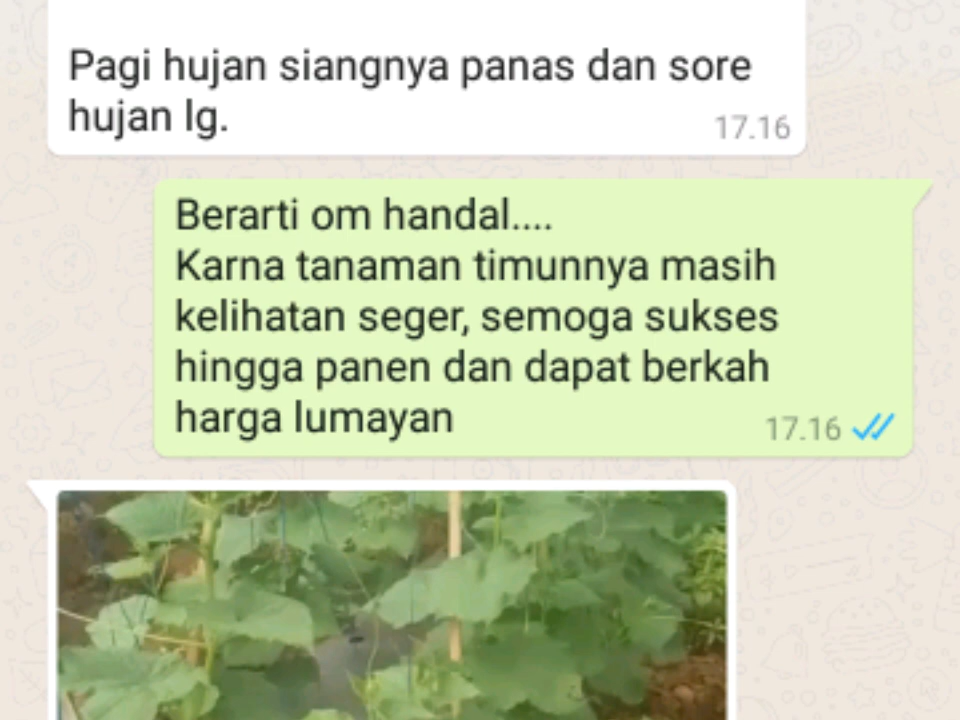 Pagi hujan siangnya panas dan sore
hujan lg.
17.16
Berarti om handal....
Karna tanaman timunnya masih
kelihatan seger, semoga sukses
hingga panen dan dapat berkah
harga lumayan
17.16